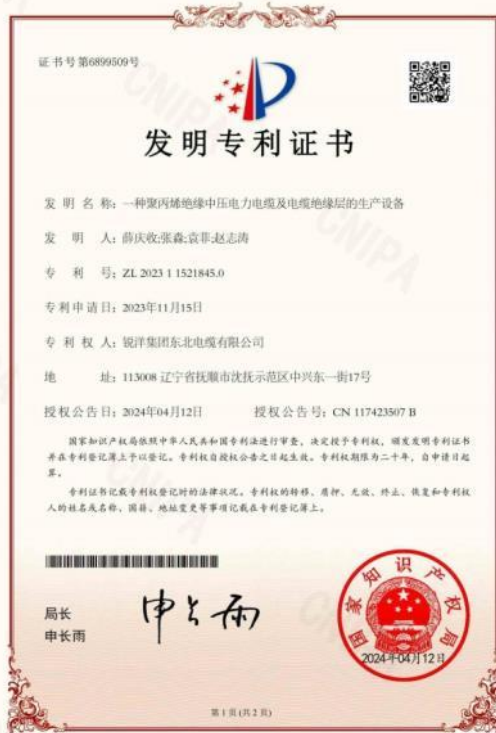 证书号第6899509号
发明专利证书
发明名称：一种聚丙烯绝缘中压电力电缆及电缆绝缘层的生产设备
发明人：薛庆收;张淼;袁菲;赵志涛
专利号：ZL 2023 1 1521845.0
专利申请日：2023年11月15日
专利权人：锐洋集团东北电缆有限公司
地址：113008 辽宁省抚顺市沈抚示范区中兴东一街17号
授权公告日：2024年04月12日 授权公告号：CN 117423507 B
国家知识产权局依照中华人民共和国专利法进行审查，决定授予专利权，颁发发明专利证书
并在专利登记簿上予以登记。专利权自授权公告之日起生效。专利权期限为二十年，自申请日起
算。
专利证书记载专利权登记时的法律状况。专利权的转移、质押、无效、终止、恢复和专利权
人的姓名或名称、国籍、地址变更等事项记载在专利登记簿上。
局长
申长雨
申长雨
国家知识产权局
2024年04月12日
第1页(共2页)
CNIPA
CNIPA
CNIPA